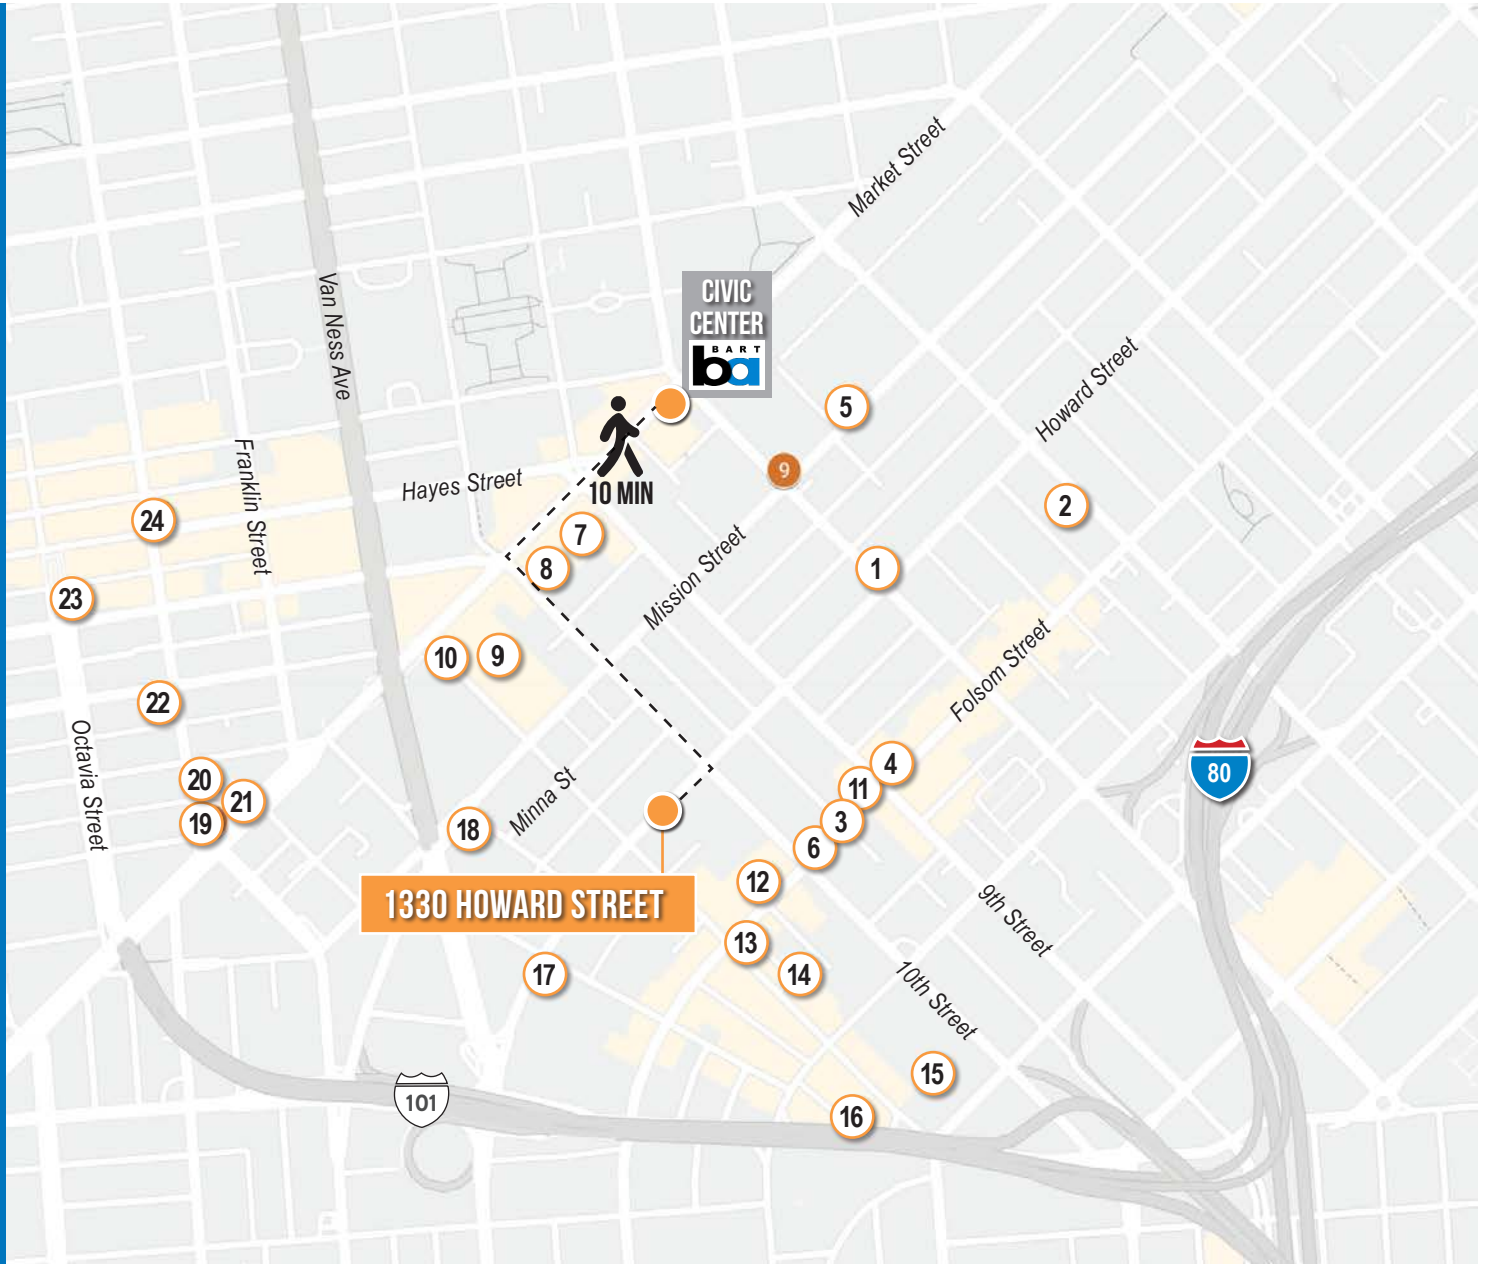 Market Street
Van Ness Ave
CIVIC
CENTER
BART
ba
5
Howard Street
9
2
Franklin Street
Hayes Street
10 MIN
24
7
8
Mission Street
1
23
10
9
Folsom Street
22
Octavia Street
20
21
19
18
Minna St
4
11
3
6
80
1330 HOWARD STREET
12
13
14
9th Street
10th Street
17
15
16
101